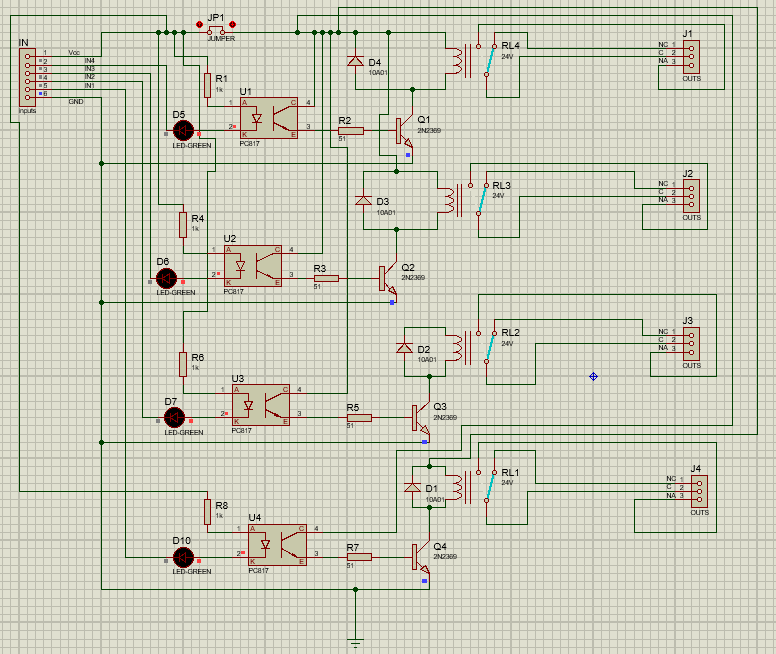 JP1
JUMPER
IN
1
Vcc
2
IN4
3
IN3
4
IN2
5
IN1
6
GND
Inputs
D4
10A01
RL4
24V
J1
NC 1
C 2
NA 3
OUTS
R1
1k
U1
1 A C 4
2 K E 3
PC817
D5
LED-GREEN
R2
51
Q1
2N2369
D3
10A01
RL3
24V
J2
NC 1
C 2
NA 3
OUTS
R4
1k
U2
1 A C 4
2 K E 3
PC817
D6
LED-GREEN
R3
51
Q2
2N2369
D2
10A01
RL2
24V
J3
NC 1
C 2
NA 3
OUTS
R6
1k
U3
1 A C 4
2 K E 3
PC817
D7
LED-GREEN
R5
51
Q3
2N2369
D1
10A01
RL1
24V
J4
NC 1
C 2
NA 3
OUTS
R8
1k
U4
1 A C 4
2 K E 3
PC817
D10
LED-GREEN
R7
51
Q4
2N2369